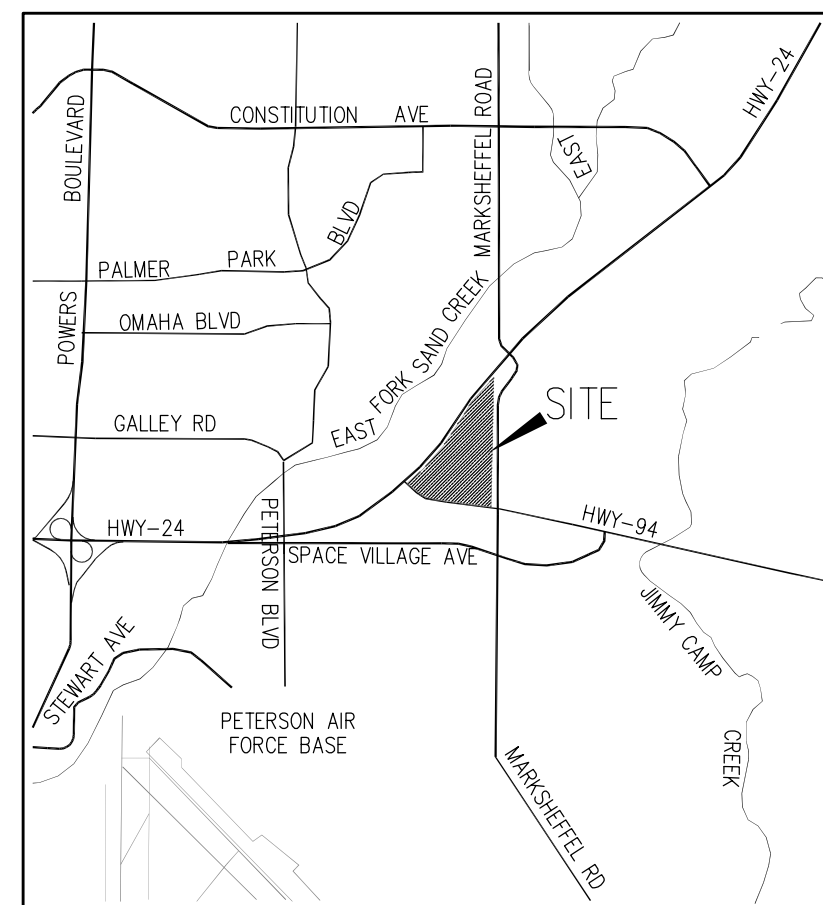 CONSTITUTION AVE
HWY-24
BOULEVARD
MARKSHEFFEL ROAD
EAST
BLVD
PALMER PARK
POWERS
OMAHA BLVD
EAST FORK SAND CREEK
SITE
GALLEY RD
HWY-24
PETERSON BLVD
SPACE VILLAGE AVE
HWY-94
STEWART AVE
JIMMY CAMP
CREEK
PETERSON AIR
FORCE BASE
MARKSHEFFEL RD